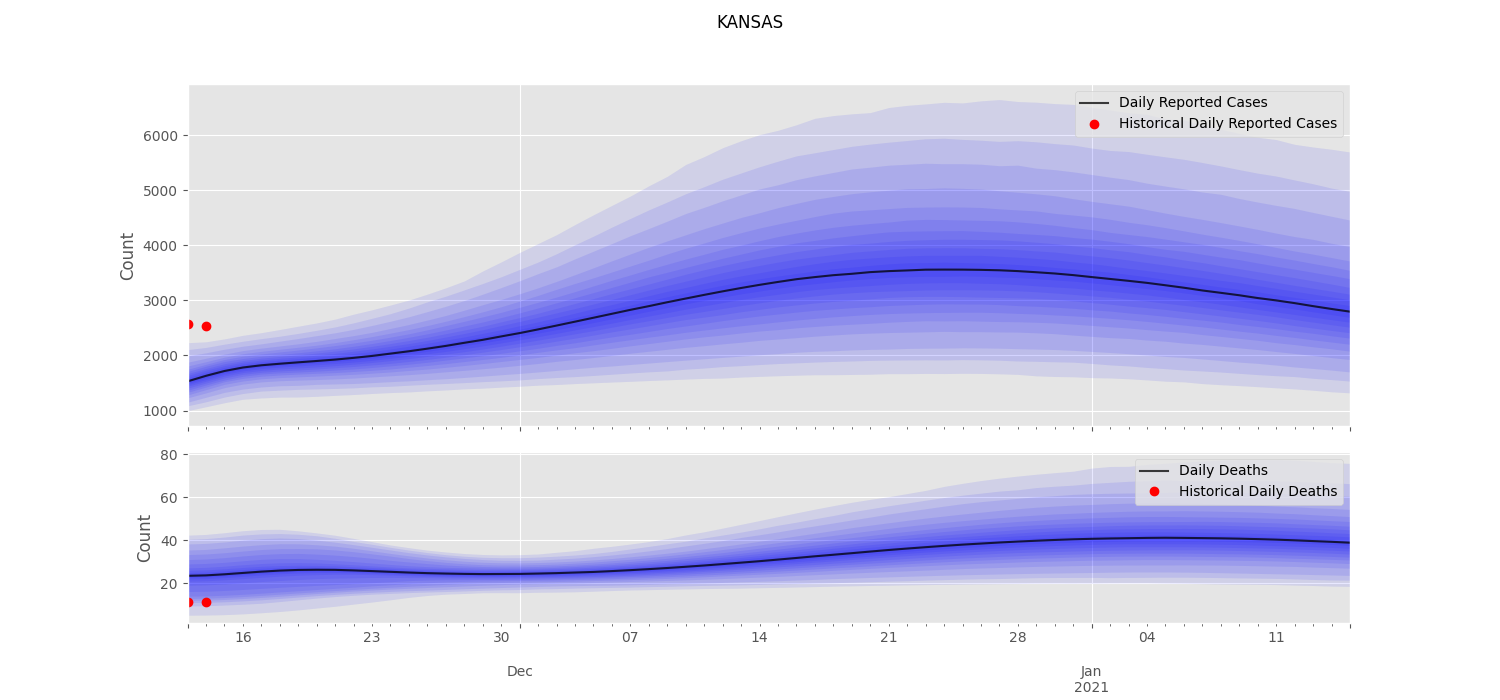 KANSAS
Daily Reported Cases
Historical Daily Reported Cases
Count
6000
5000
4000
3000
2000
1000
Daily Deaths
Historical Daily Deaths
Count
80
60
40
20
16 23 30 07 14 21 28 04 11
Dec Jan
2021